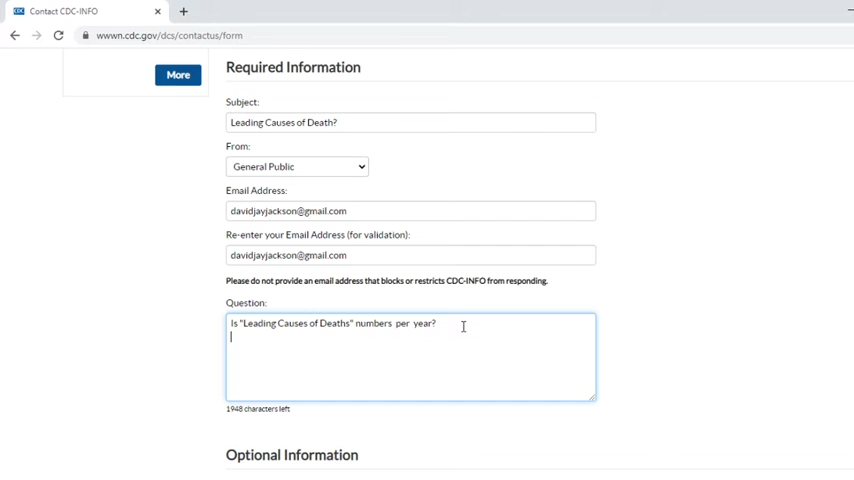 CDC Contact CDC-INFO
wwwn.cdc.gov/dcs/contactus/form
More
Required Information
Subject:
Leading Causes of Death?
From:
General Public
Email Address:
davidjayjackson@gmail.com
Re-enter your Email Address (for validation):
davidjayjackson@gmail.com
Please do not provide an email address that blocks or restricts CDC-INFO from responding.
Question:
Is "Leading Causes of Deaths" numbers per year?
1948 characters left
Optional Information